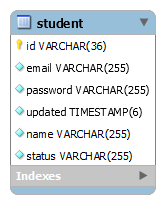 student
id VARCHAR(36)
email VARCHAR(255)
password VARCHAR(255)
updated TIMESTAMP(6)
name VARCHAR(255)
status VARCHAR(255)
Indexes